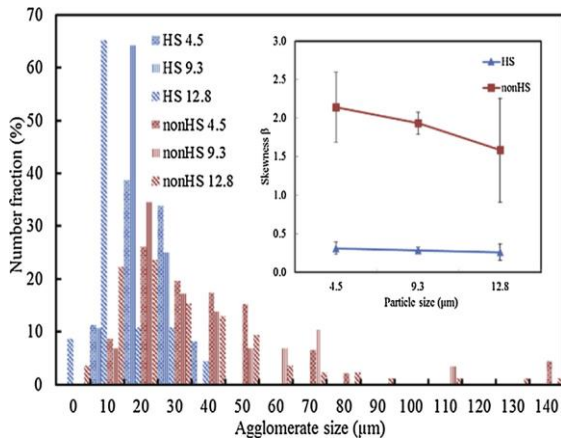 70
60
50
40
30
20
10
0
Number fraction (%)
HS 4.5
HS 9.3
HS 12.8
nonHS 4.5
nonHS 9.3
nonHS 12.8
3.0
2.5
2.0
1.5
1.0
0.5
0.0
Skewness β
HS
nonHS
4.5 9.3 12.8
Particle size (μm)
0 10 20 30 40 50 60 70 80 90 100 110 120 130 140
Agglomerate size (μm)